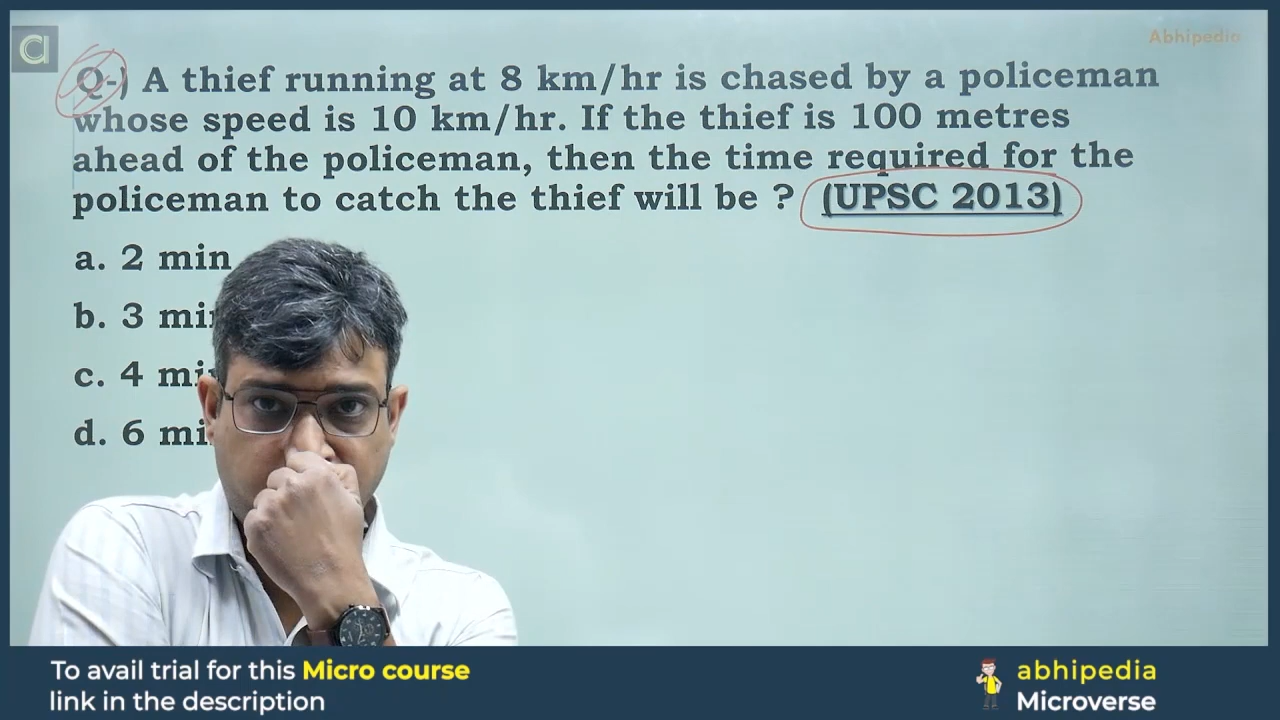 Abhipedia
Q-) A thief running at 8 km/hr is chased by a policeman
whose speed is 10 km/hr. If the thief is 100 metres
ahead of the policeman, then the time required for the
policeman to catch the thief will be ? (UPSC 2013)
a. 2 min
b. 3 min
c. 4 min
d. 6 mi
To avail trial for this Micro course
link in the description
abhipedia
Microverse